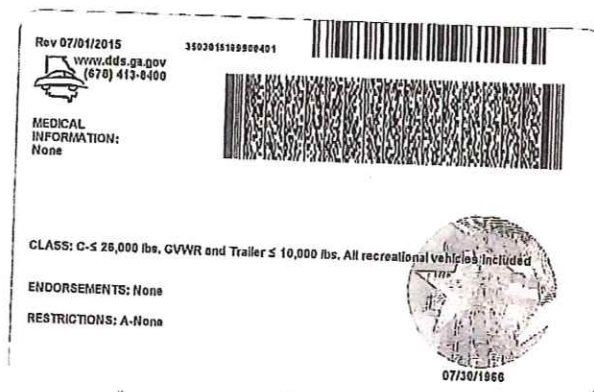 Rev 07/01/2015
www.dds.ga.gov
(678) 413-8400
MEDICAL
INFORMATION:
None
CLASS: C-≤ 26,000 lbs. GVWR and Trailer ≤ 10,000 lbs. All recreational vehicles included
ENDORSEMENTS: None
RESTRICTIONS: A-None
07/30/1966